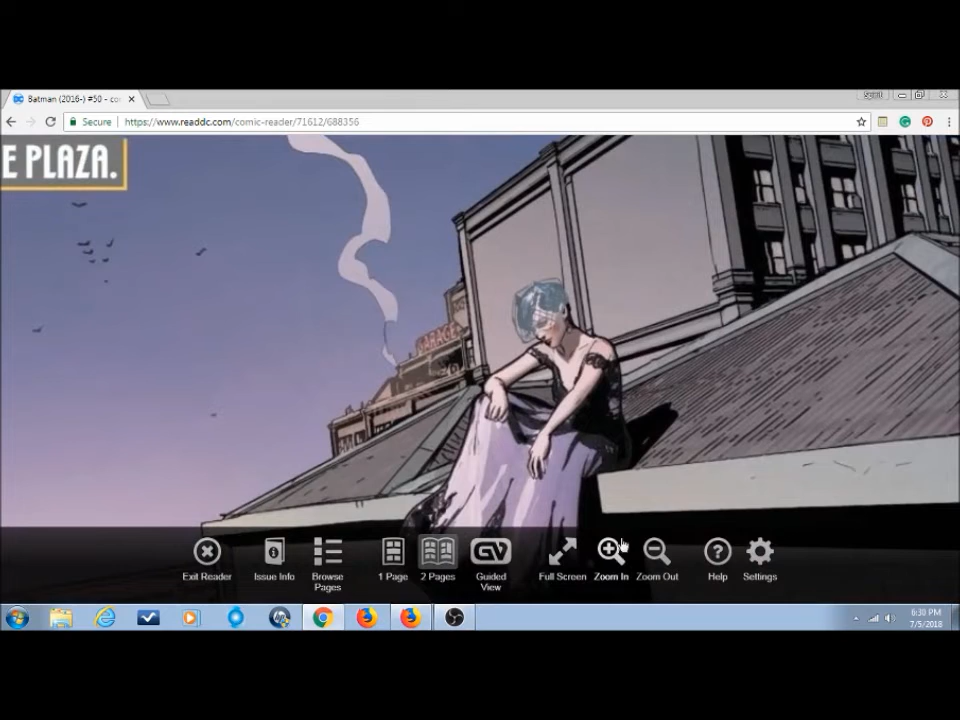 Batman (2016-) #50 - co
Secure
https://www.readdc.com/comic-reader/71612/688356
E PLAZA.
GARAGE
Exit Reader
Issue Info
Browse
Pages
1 Page
2 Pages
GV
Guided
View
Full Screen
Zoom In
Zoom Out
Help
Settings
6:30 PM
7/5/2018